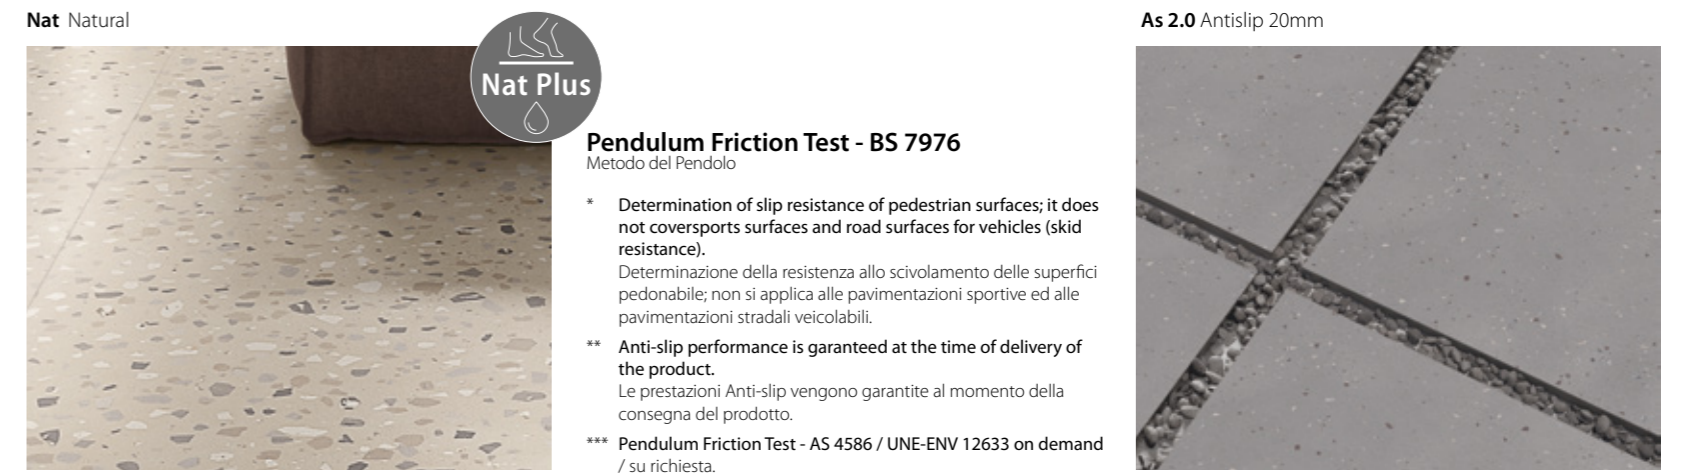 Nat Natural
Nat Plus
Pendulum Friction Test - BS 7976
Metodo del Pendolo
* Determination of slip resistance of pedestrian surfaces; it does
not coversports surfaces and road surfaces for vehicles (skid
resistance).
Determinazione della resistenza allo scivolamento delle superfici
pedonabile; non si applica alle pavimentazioni sportive ed alle
pavimentazioni stradali veicolabili.
** Anti-slip performance is garanteed at the time of delivery of
the product.
Le prestazioni Anti-slip vengono garantite al momento della
consegna del prodotto.
*** Pendulum Friction Test - AS 4586 / UNE-ENV 12633 on demand
/ su richiesta.
As 2.0 Antislip 20mm